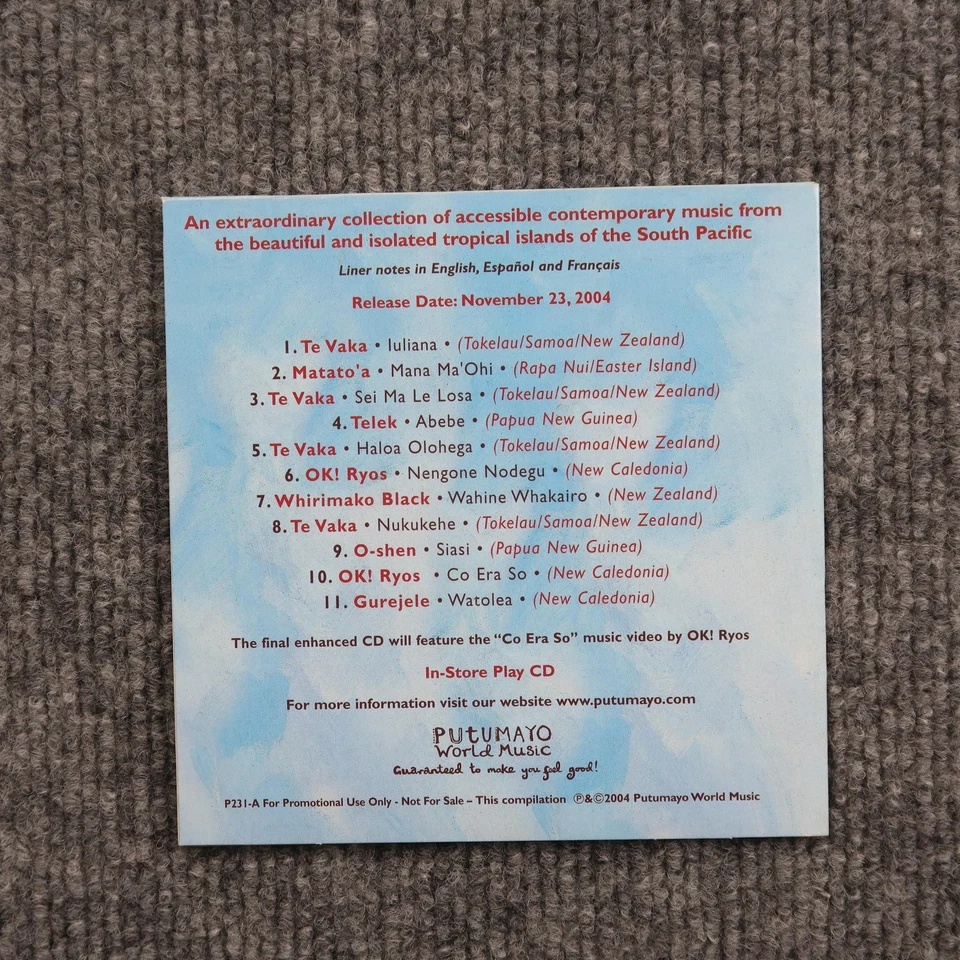 An extraordinary collection of accessible contemporary music from
the beautiful and isolated tropical islands of the South Pacific
Liner notes in English, Español and Français
Release Date: November 23, 2004
1. Te Vaka • Iuliana • (Tokelau/Samoa/New Zealand)
2. Matato'a • Mana Ma'Ohi • (Rapa Nui/Easter Island)
3. Te Vaka • Sei Ma Le Losa • (Tokelau/Samoa/New Zealand)
4. Telek • Abebe • (Papua New Guinea)
5. Te Vaka • Haloa Olohega • (Tokelau/Samoa/New Zealand)
6. OK! Ryos • Nengone Nodegu • (New Caledonia)
7. Whirimako Black • Wahine Whakairo • (New Zealand)
8. Te Vaka • Nukukehe • (Tokelau/Samoa/New Zealand)
9. O-shen • Siasi • (Papua New Guinea)
10. OK! Ryos • Co Era So • (New Caledonia)
11. Gurejele • Watolea • (New Caledonia)
The final enhanced CD will feature the "Co Era So" music video by OK! Ryos
In-Store Play CD
For more information visit our website www.putumayo.com
PUTUMAYO
World Music
Guaranteed to make you feel good!
P231-A For Promotional Use Only - Not For Sale – This compilation ℗&©2004 Putumayo World Music